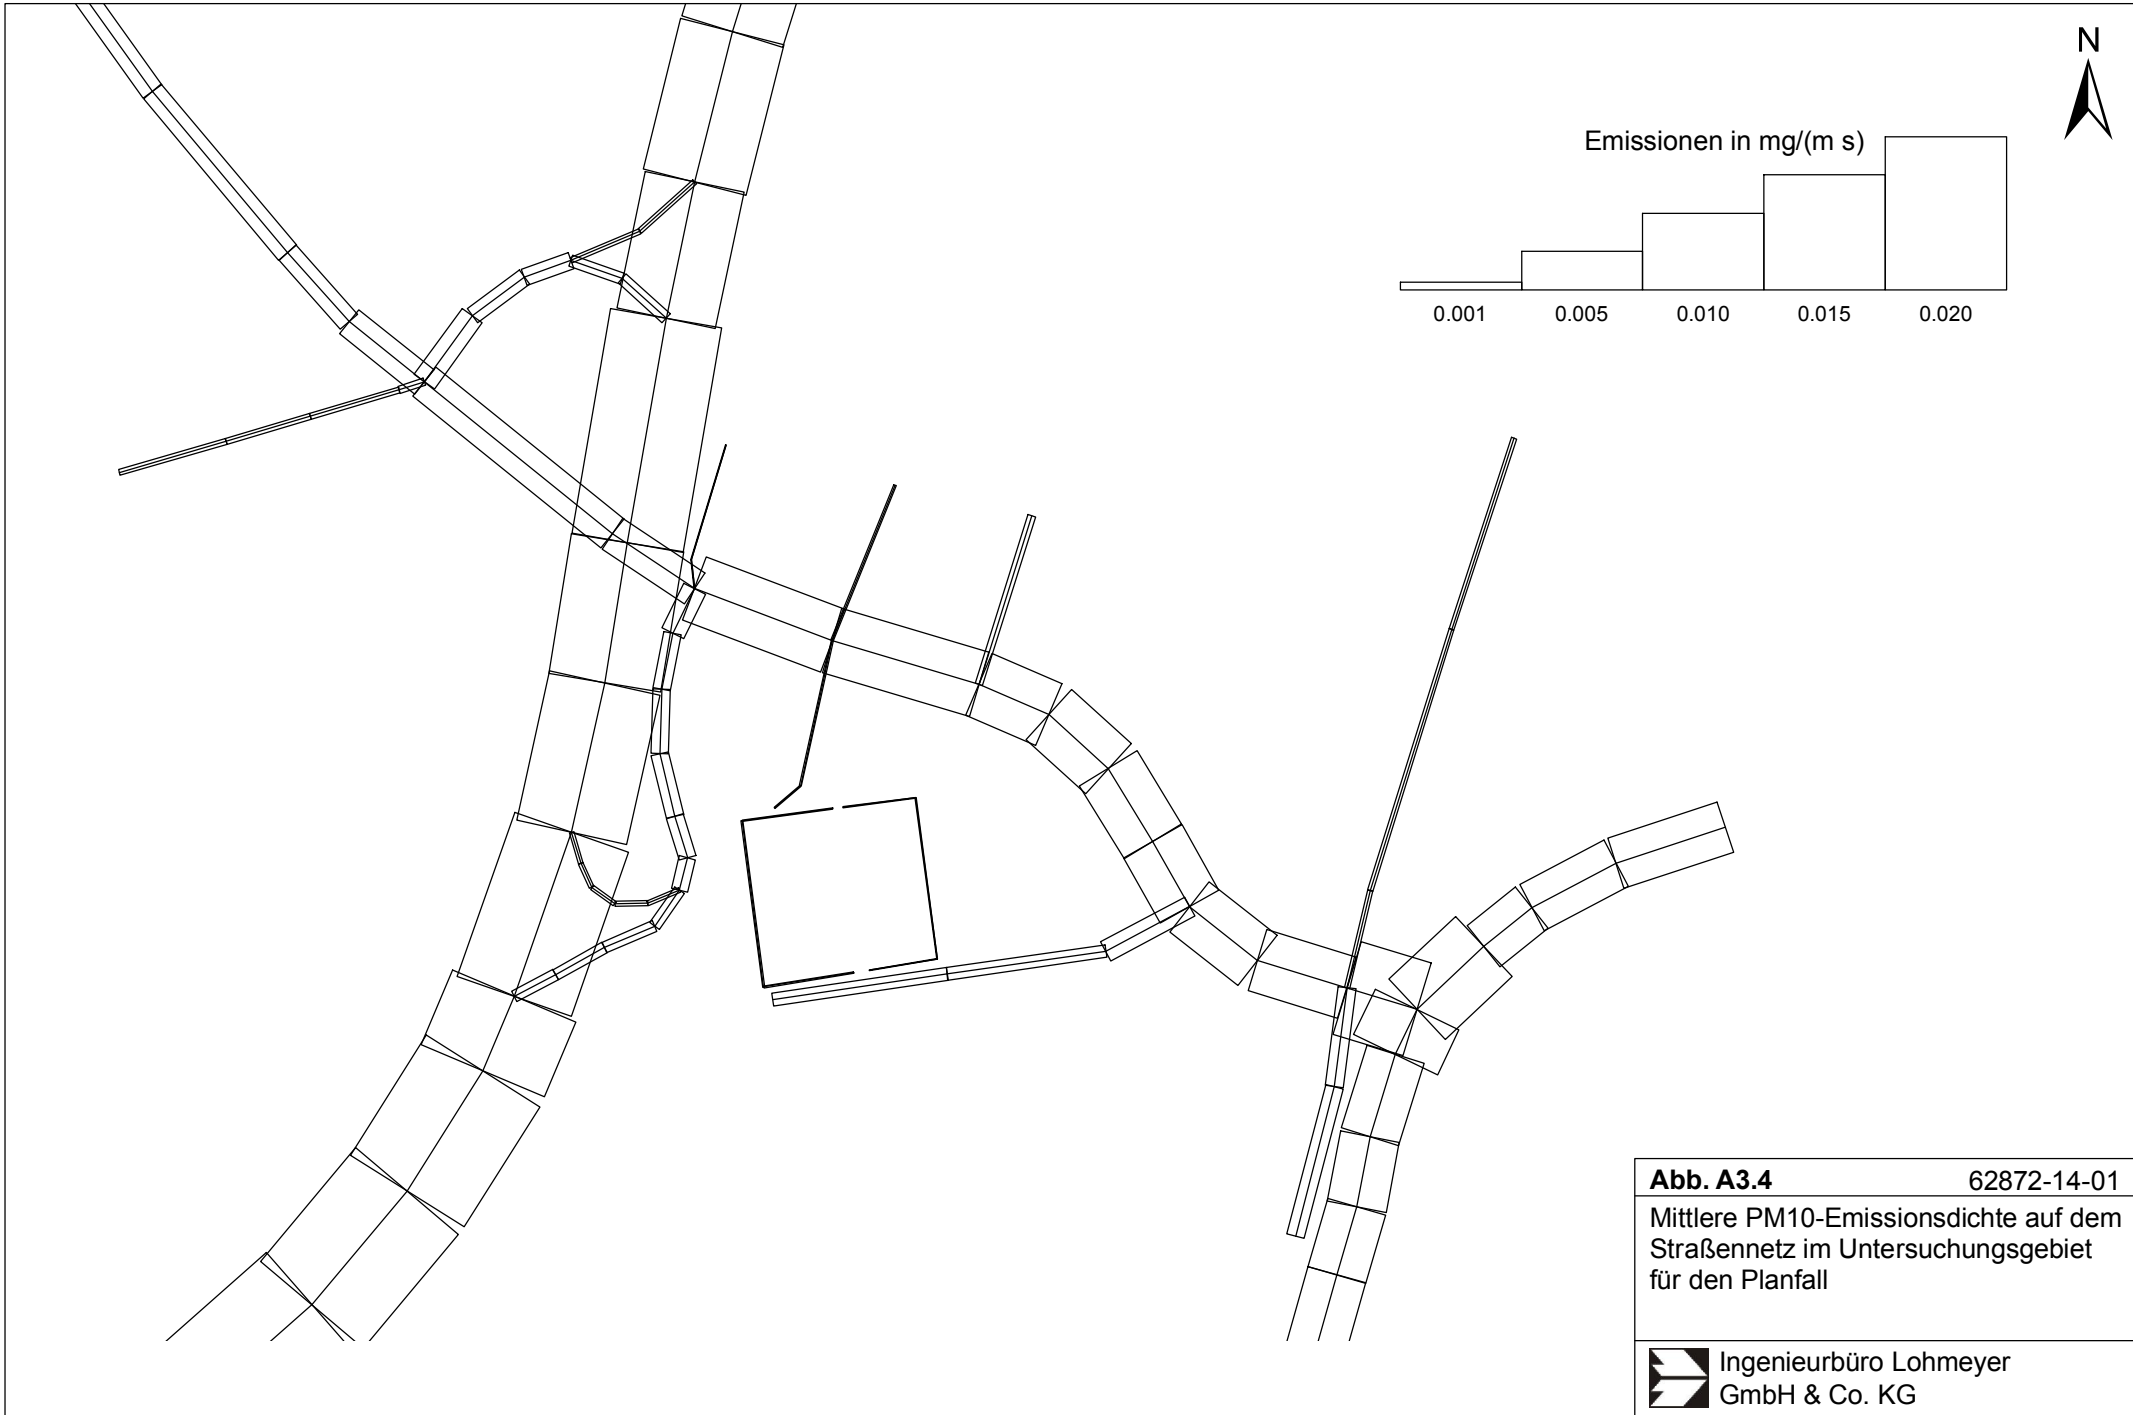 N
Emissionen in mg/(m s)
0.001 0.005 0.010 0.015 0.020
Abb. A3.4 62872-14-01
Mittlere PM10-Emissionsdichte auf dem
Straßennetz im Untersuchungsgebiet
für den Planfall
Ingenieurbüro Lohmeyer
GmbH & Co. KG